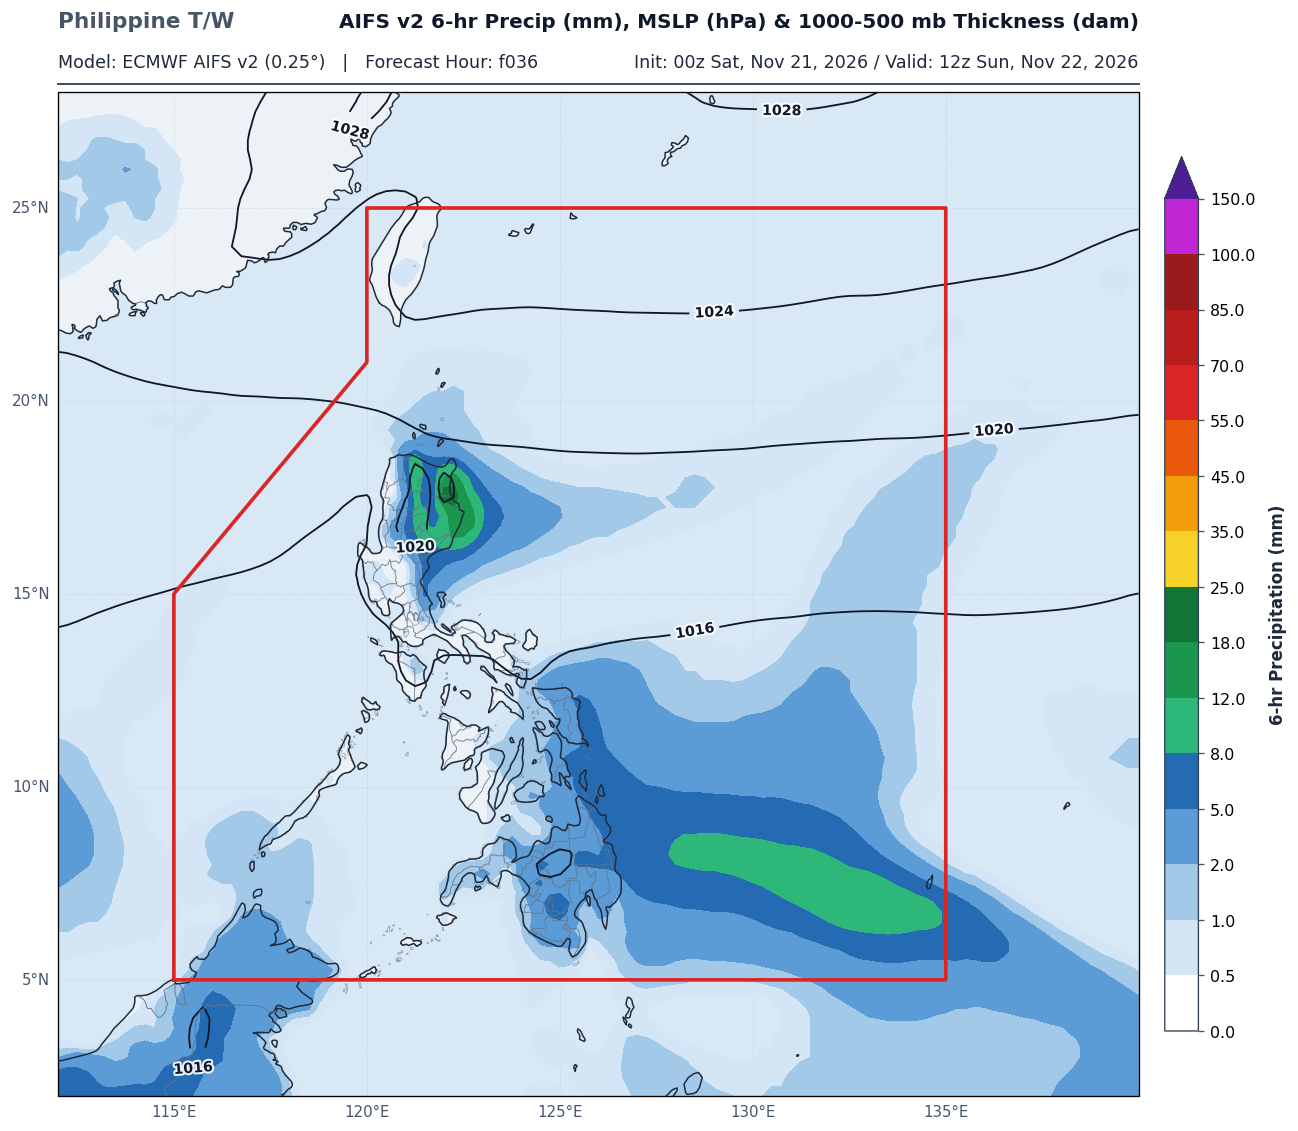 Philippine T/W
AIFS v2 6-hr Precip (mm), MSLP (hPa) & 1000-500 mb Thickness (dam)
Model: ECMWF AIFS v2 (0.25°) | Forecast Hour: f036
Init: 00z Sat, Nov 21, 2026 / Valid: 12z Sun, Nov 22, 2026
1028
1028
25°N
1024
20°N
1020
1020
15°N
1016
10°N
5°N
1016
115°E
120°E
125°E
130°E
135°E
150.0
100.0
85.0
70.0
55.0
45.0
35.0
25.0
18.0
12.0
8.0
5.0
2.0
1.0
0.5
0.0
6-hr Precipitation (mm)